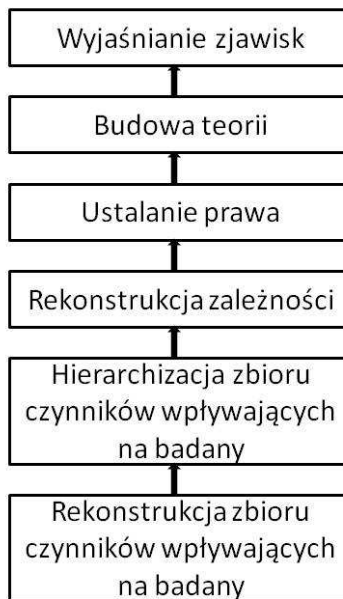 Wyjaśnianie zjawisk
Budowa teorii
Ustalanie prawa
Rekonstrukcja zależności
Hierarchizacja zbioru
czynników wpływających
na badany
Rekonstrukcja zbioru
czynników wpływających
na badany